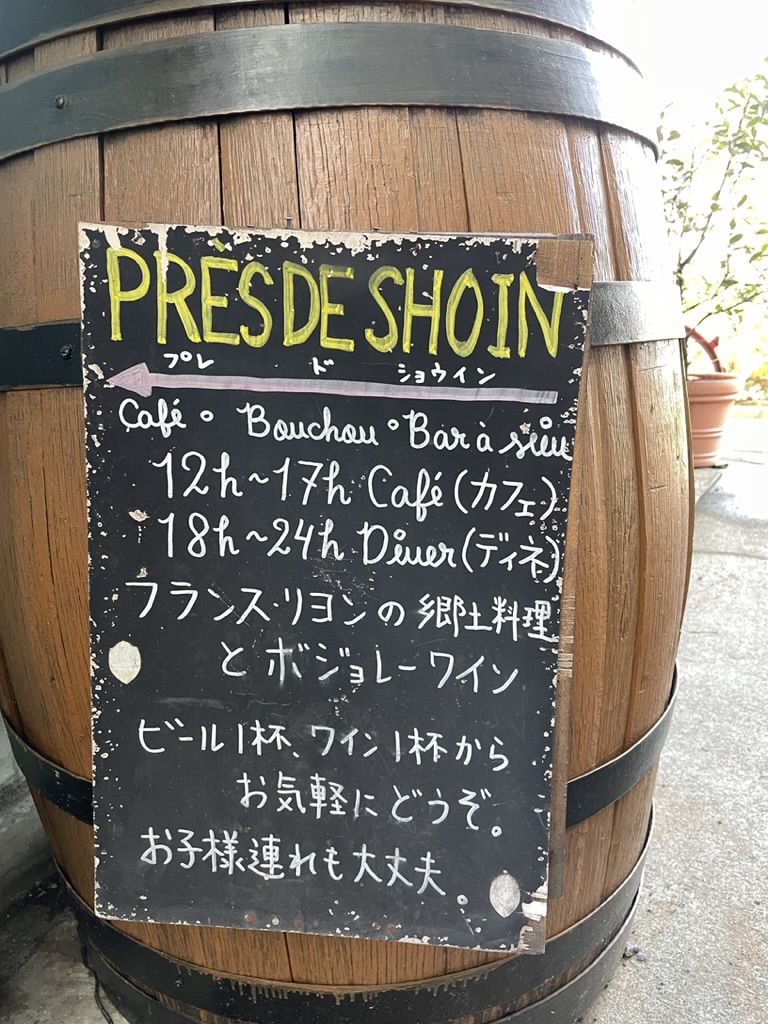 PRÈS DE SHOIN
プレ ド ショウイン
Café。Bouchou °Bar à
12h~17h Café (カフェ)
18h~24h Dîner (ディネ)
フランス・リヨンの郷土料理
とボジョレーワイン
ビール1杯、ワイン1杯から
お気軽にどうぞ。
お子様連れも大丈夫。